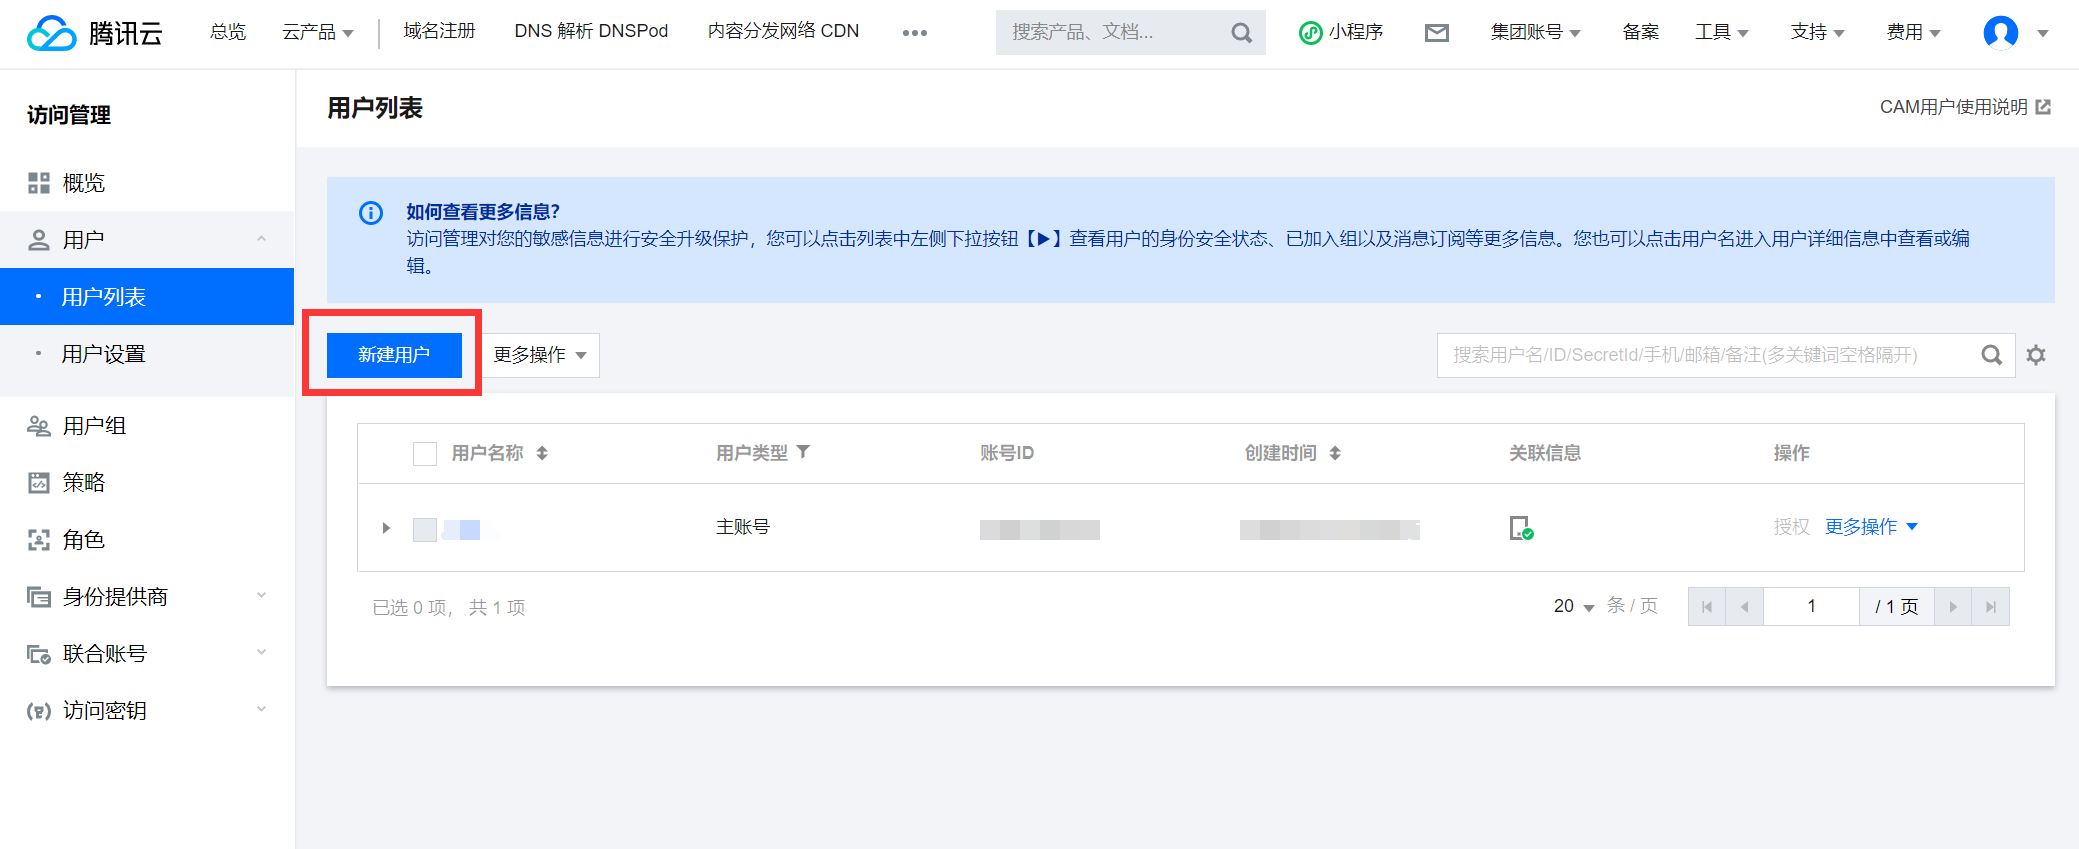 腾讯云
总览
云产品
域名注册
DNS 解析 DNSPod
内容分发网络 CDN
搜索产品、文档...
小程序
集团账号
备案
工具
支持
费用
访问管理
概览
用户
用户列表
用户设置
用户组
策略
角色
身份提供商
联合账号
访问密钥
用户列表
CAM用户使用说明
如何查看更多信息?
访问管理对您的敏感信息进行安全升级保护，您可以点击列表中左侧下拉按钮【▶】查看用户的身份安全状态、已加入组以及消息订阅等更多信息。您也可以点击用户名进入用户详细信息中查看或编
辑。
新建用户
更多操作
搜索用户名/ID/SecretId/手机/邮箱/备注(多关键词空格隔开)
用户名称
用户类型
账号ID
创建时间
关联信息
操作
主账号
授权
更多操作
已选 0 项， 共 1 项
20
条 / 页
1
/ 1 页